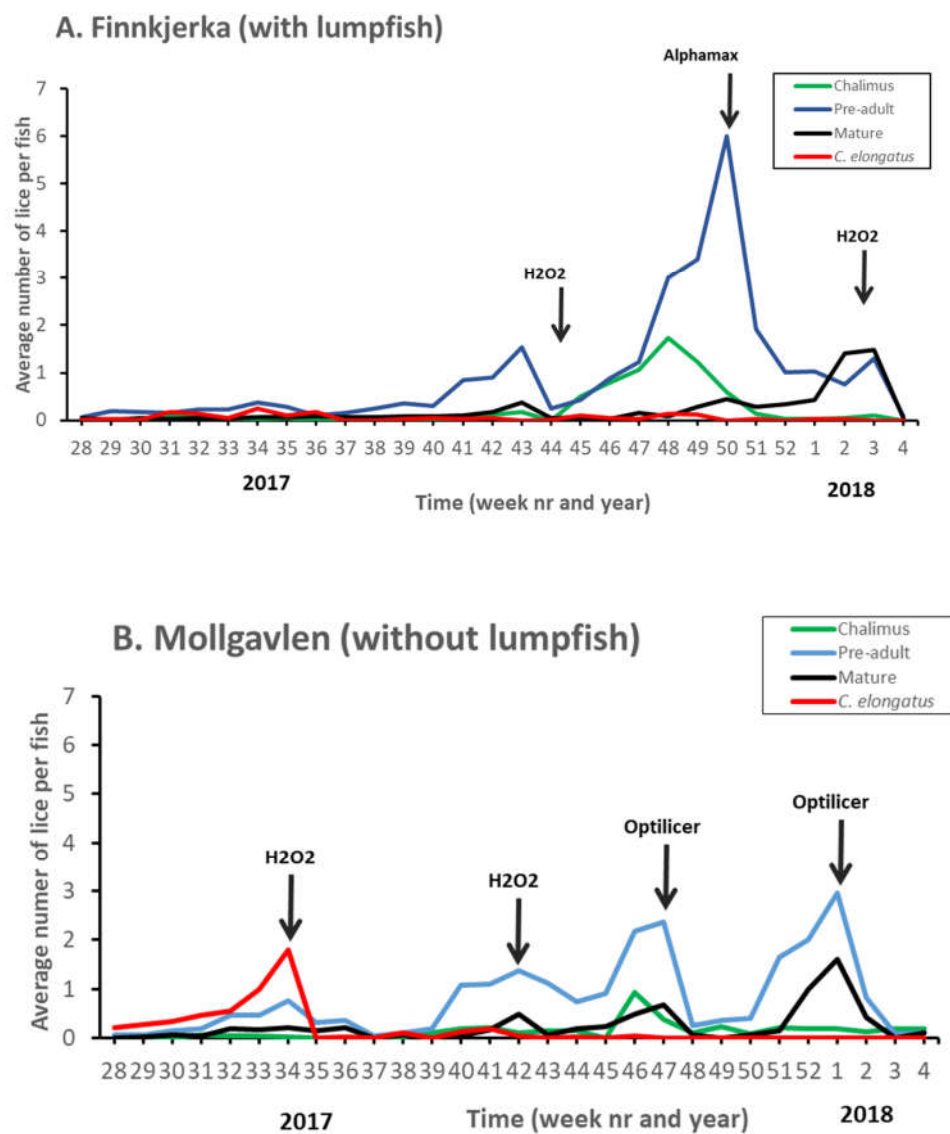 A. Finnkjerka (with lumpfish)
Alphamax
Chalimus
Pre-adult
Mature
C. elongatus
H2O2
H2O2
Average number of lice per fish
7
6
5
4
3
2
1
0
28 29 30 31 32 33 34 35 36 37 38 39 40 41 42 43 44 45 46 47 48 49 50 51 52 1 2 3 4
2017
2018
Time (week nr and year)
B. Mollgavlen (without lumpfish)
Chalimus
Pre-adult
Mature
C. elongatus
Average numer of lice per fish
7
6
5
4
3
2
1
0
H2O2
H2O2
Optilicer
Optilicer
28 29 30 31 32 33 34 35 36 37 38 39 40 41 42 43 44 45 46 47 48 49 50 51 52 1 2 3 4
2017
Time (week nr and year)
2018